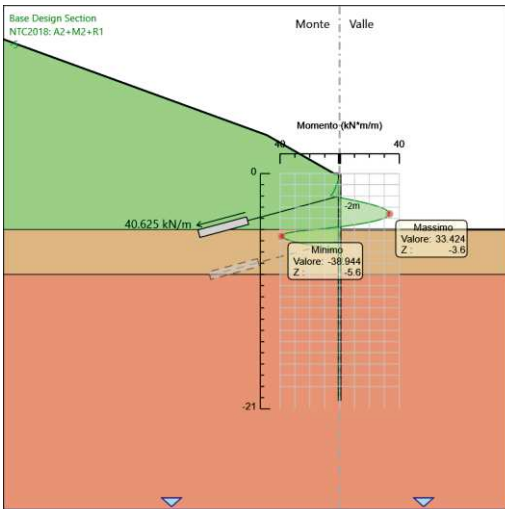 Base Design Section
NTC2018: A2+M2+R1
Monte
Valle
Momento (kN*m/m)
40
40
0
-2m
40.625 kN/m
Massimo
Valore: 33.424
Z : -3.6
Minimo
Valore: -38.944
Z : -5.6
-21